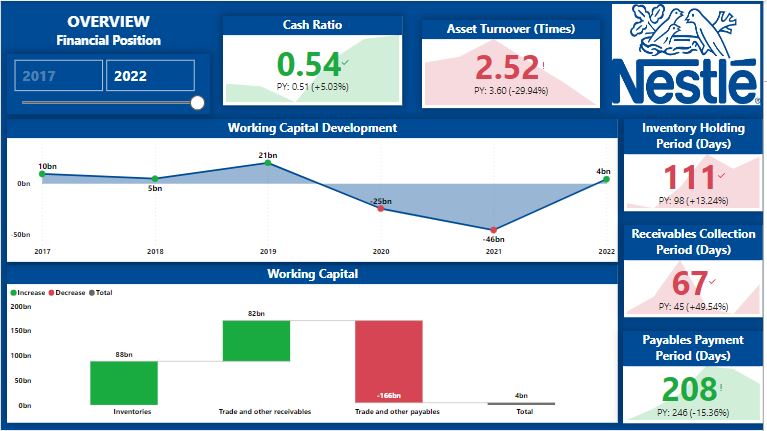 OVERVIEW
Financial Position
2017
2022
Cash Ratio
0.54✓
PY: 0.51 (+5.03%)
Asset Turnover (Times)
2.52!
PY: 3.60 (-29.94%)
Nestlé®
Working Capital Development
0bn
-50bn
10bn
5bn
21bn
-25bn
-46bn
4bn
2017 2018 2019 2020 2021 2022
Working Capital
Increase Decrease Total
200bn
150bn
100bn
50bn
0bn
88bn
82bn
-166bn
4bn
Inventories Trade and other receivables Trade and other payables Total
Inventory Holding
Period (Days)
111✓
PY: 98 (+13.24%)
Receivables Collection
Period (Days)
67✓
PY: 45 (+49.54%)
Payables Payment
Period (Days)
208!
PY: 246 (-15.36%)